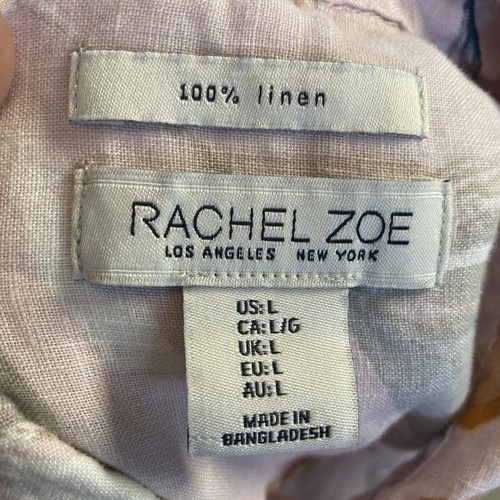 100% linen
RACHEL ZOE
LOS ANGELES NEW YORK
US: L
CA: L/G
UK: L
EU: L
AU: L
MADE IN
BANGLADESH